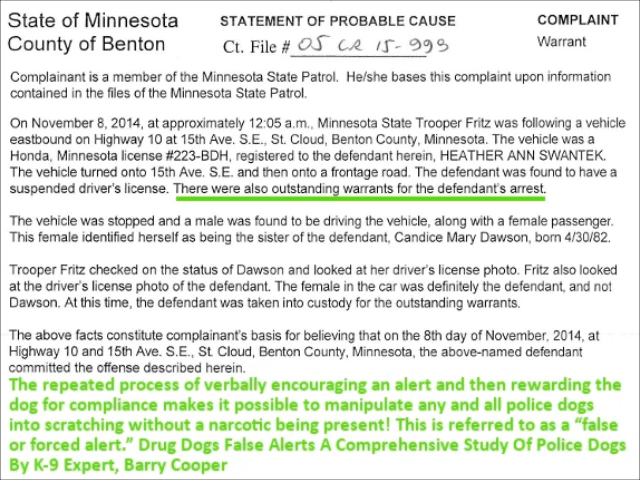 State of Minnesota
County of Benton
STATEMENT OF PROBABLE CAUSE
Ct. File # 05 CR 15-999
COMPLAINT
Warrant
Complainant is a member of the Minnesota State Patrol. He/she bases this complaint upon information
contained in the files of the Minnesota State Patrol.
On November 8, 2014, at approximately 12:05 a.m., Minnesota State Trooper Fritz was following a vehicle
eastbound on Highway 10 at 15th Ave. S.E., St. Cloud, Benton County, Minnesota. The vehicle was a
Honda, Minnesota license #223-BDH, registered to the defendant herein, HEATHER ANN SWANTEK.
The vehicle turned onto 15th Ave. S.E. and then onto a frontage road. The defendant was found to have a
suspended driver's license. There were also outstanding warrants for the defendant's arrest.
The vehicle was stopped and a male was found to be driving the vehicle, along with a female passenger.
This female identified herself as being the sister of the defendant, Candice Mary Dawson, born 4/30/82.
Trooper Fritz checked on the status of Dawson and looked at her driver's license photo. Fritz also looked
at the driver's license photo of the defendant. The female in the car was definitely the defendant, and not
Dawson. At this time, the defendant was taken into custody for the outstanding warrants.
The above facts constitute complainant's basis for believing that on the 8th day of November, 2014, at
Highway 10 and 15th Ave. S.E., St. Cloud, Benton County, Minnesota, the above-named defendant
committed the offense described herein.
The repeated process of verbally encouraging an alert and then rewarding the
dog for compliance makes it possible to manipulate any and all police dogs
into scratching without a narcotic being present! This is referred to as a "false
or forced alert." Drug Dogs False Alerts A Comprehensive Study Of Police Dogs
By K-9 Expert, Barry Cooper